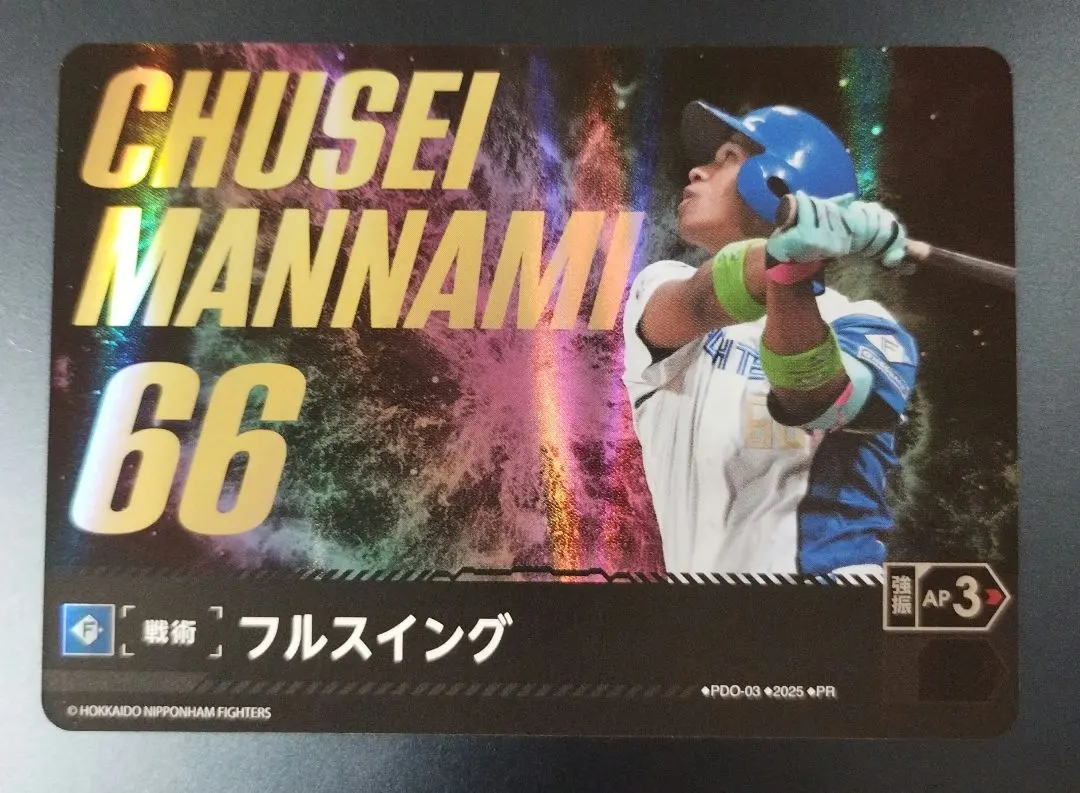 CHUSEI
MANNAMI
66
強振 AP 3
F 戦術 フルスイング
◆PDO-03 ◆2025 ◆PR
© HOKKAIDO NIPPONHAM FIGHTERS